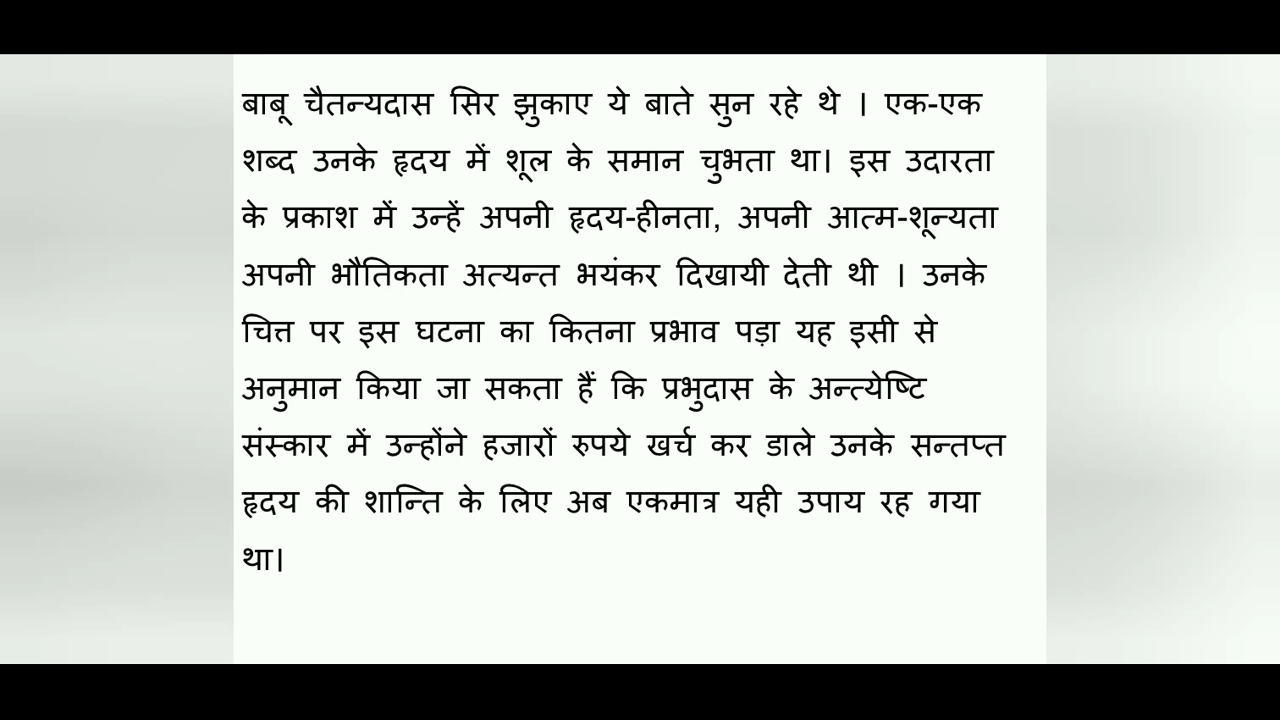 बाबू चैतन्यदास सिर झुकाए ये बाते सुन रहे थे । एक-एक
शब्द उनके हृदय में शूल के समान चुभता था। इस उदारता
के प्रकाश में उन्हें अपनी हृदय-हीनता, अपनी आत्म-शून्यता
अपनी भौतिकता अत्यन्त भयंकर दिखायी देती थी । उनके
चित्त पर इस घटना का कितना प्रभाव पड़ा यह इसी से
अनुमान किया जा सकता हैं कि प्रभुदास के अन्त्येष्टि
संस्कार में उन्होंने हजारों रुपये खर्च कर डाले उनके सन्तप्त
हृदय की शान्ति के लिए अब एकमात्र यही उपाय रह गया
था।